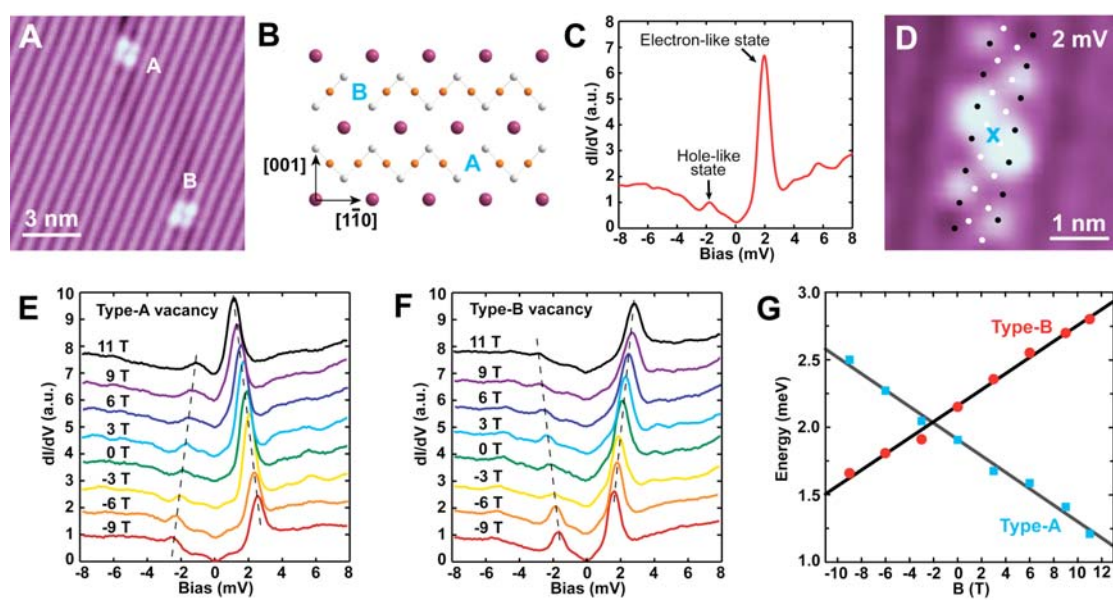 A
A
B
3 nm
B
B
A
[001]
[1Ī0]
C
Electron-like state
Hole-like
state
dI/dV (a.u.)
8
7
6
5
4
3
2
1
0
-8 -6 -4 -2 0 2 4 6 8
Bias (mV)
D
2 mV
x
1 nm
E
Type-A vacancy
11 T
9 T
6 T
3 T
0 T
-3 T
-6 T
-9 T
dI/dV (a.u.)
10
9
8
7
6
5
4
3
2
1
0
-8 -6 -4 -2 0 2 4 6 8
Bias (mV)
F
Type-B vacancy
11 T
9 T
6 T
3 T
0 T
-3 T
-6 T
-9 T
dI/dV (a.u.)
10
9
8
7
6
5
4
3
2
1
0
-8 -6 -4 -2 0 2 4 6 8
Bias (mV)
G
Type-B
Type-A
Energy (meV)
3.0
2.5
2.0
1.5
1.0
-10 -8 -6 -4 -2 0 2 4 6 8 10 12
B (T)